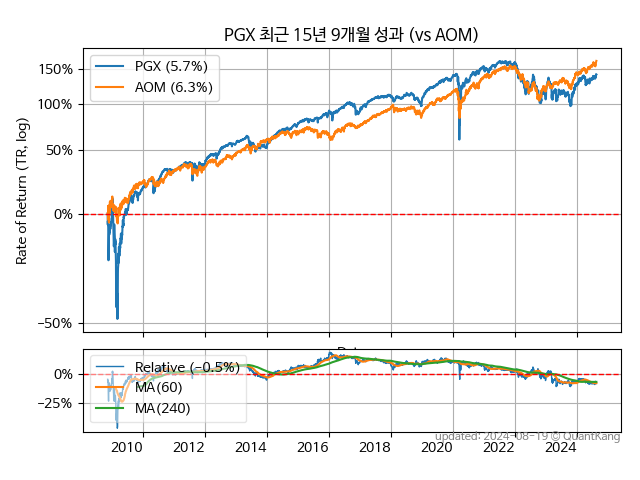 PGX 최근 15년 9개월 성과 (vs AOM)
Rate of Return (TR, log)
150%
100%
50%
0%
−50%
PGX (5.7%)
AOM (6.3%)
0%
−25%
Relative (−0.5%)
MA(60)
MA(240)
2010 2012 2014 2016 2018 2020 2022 2024
updated: 2024-08-19 © QuantKang